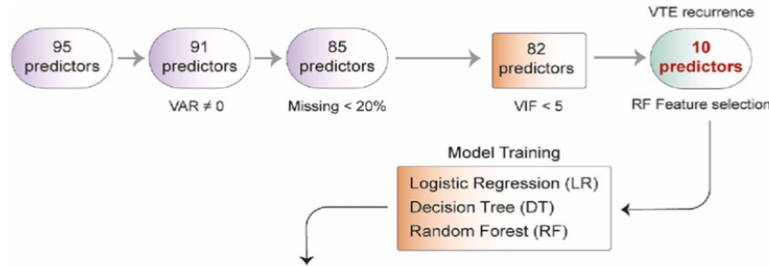 VTE recurrence
95
predictors
91
predictors
85
predictors
82
predictors
10
predictors
VAR ≠ 0
Missing < 20%
VIF < 5
RF Feature selection
Model Training
Logistic Regression (LR)
Decision Tree (DT)
Random Forest (RF)